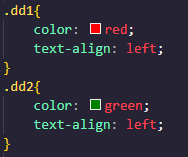 .dd1{
    color: red;
    text-align: left;
}
.dd2{
    color: green;
    text-align: left;
}